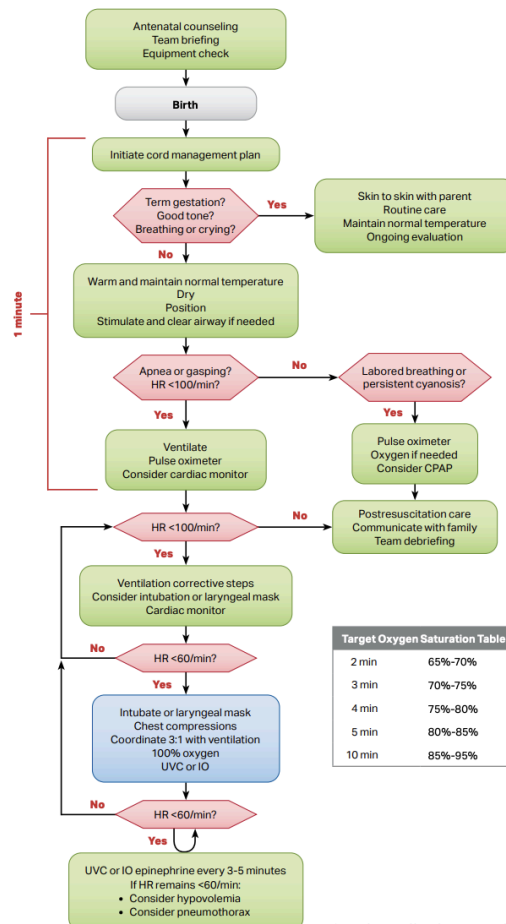 Antenatal counseling
Team briefing
Equipment check
Birth
Initiate cord management plan
Term gestation?
Good tone?
Breathing or crying?
Yes
Skin to skin with parent
Routine care
Maintain normal temperature
Ongoing evaluation
No
1 minute
Warm and maintain normal temperature
Dry
Position
Stimulate and clear airway if needed
Apnea or gasping?
HR <100/min?
No
Labored breathing or
persistent cyanosis?
Yes
Yes
Ventilate
Pulse oximeter
Consider cardiac monitor
Pulse oximeter
Oxygen if needed
Consider CPAP
HR <100/min?
No
Postresuscitation care
Communicate with family
Team debriefing
Yes
Ventilation corrective steps
Consider intubation or laryngeal mask
Cardiac monitor
No
HR <60/min?
Yes
Intubate or laryngeal mask
Chest compressions
Coordinate 3:1 with ventilation
100% oxygen
UVC or IO
No
HR <60/min?
Yes
UVC or IO epinephrine every 3-5 minutes
If HR remains <60/min:
• Consider hypovolemia
• Consider pneumothorax
Target Oxygen Saturation Table
2 min 65%-70%
3 min 70%-75%
4 min 75%-80%
5 min 80%-85%
10 min 85%-95%